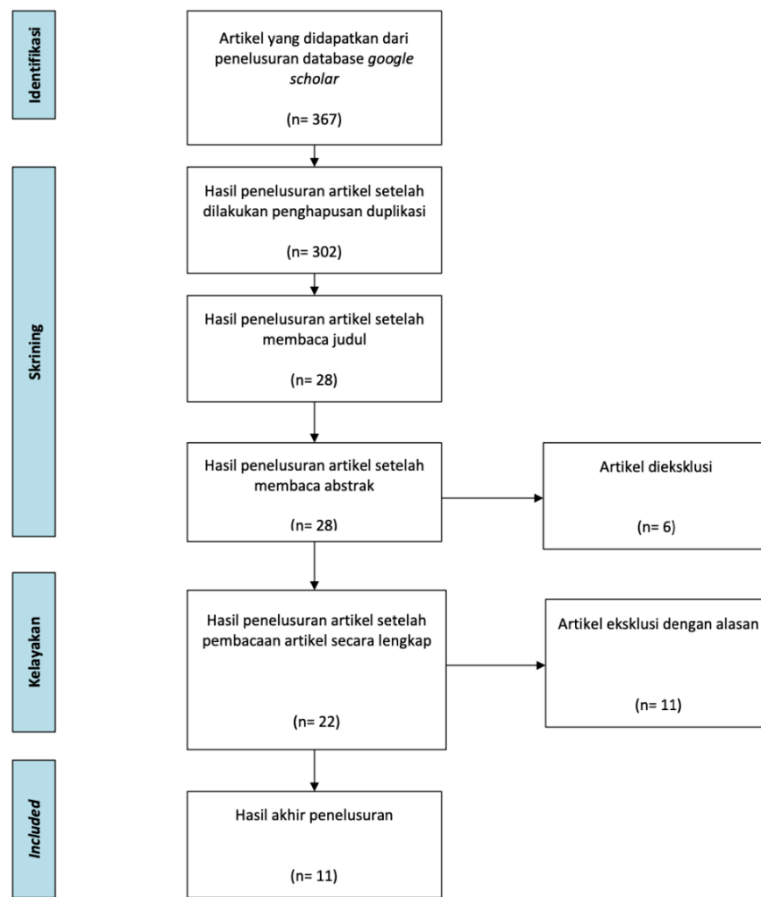 Identifikasi
Artikel yang didapatkan dari
penelusuran database google
scholar
(n= 367)
Skrining
Hasil penelusuran artikel setelah
dilakukan penghapusan duplikasi
(n= 302)
Hasil penelusuran artikel setelah
membaca judul
(n= 28)
Hasil penelusuran artikel setelah
membaca abstrak
(n= 28)
Artikel dieksklusi
(n= 6)
Kelayakan
Hasil penelusuran artikel setelah
pembacaan artikel secara lengkap
(n= 22)
Artikel eksklusi dengan alasan
(n= 11)
Included
Hasil akhir penelusuran
(n= 11)